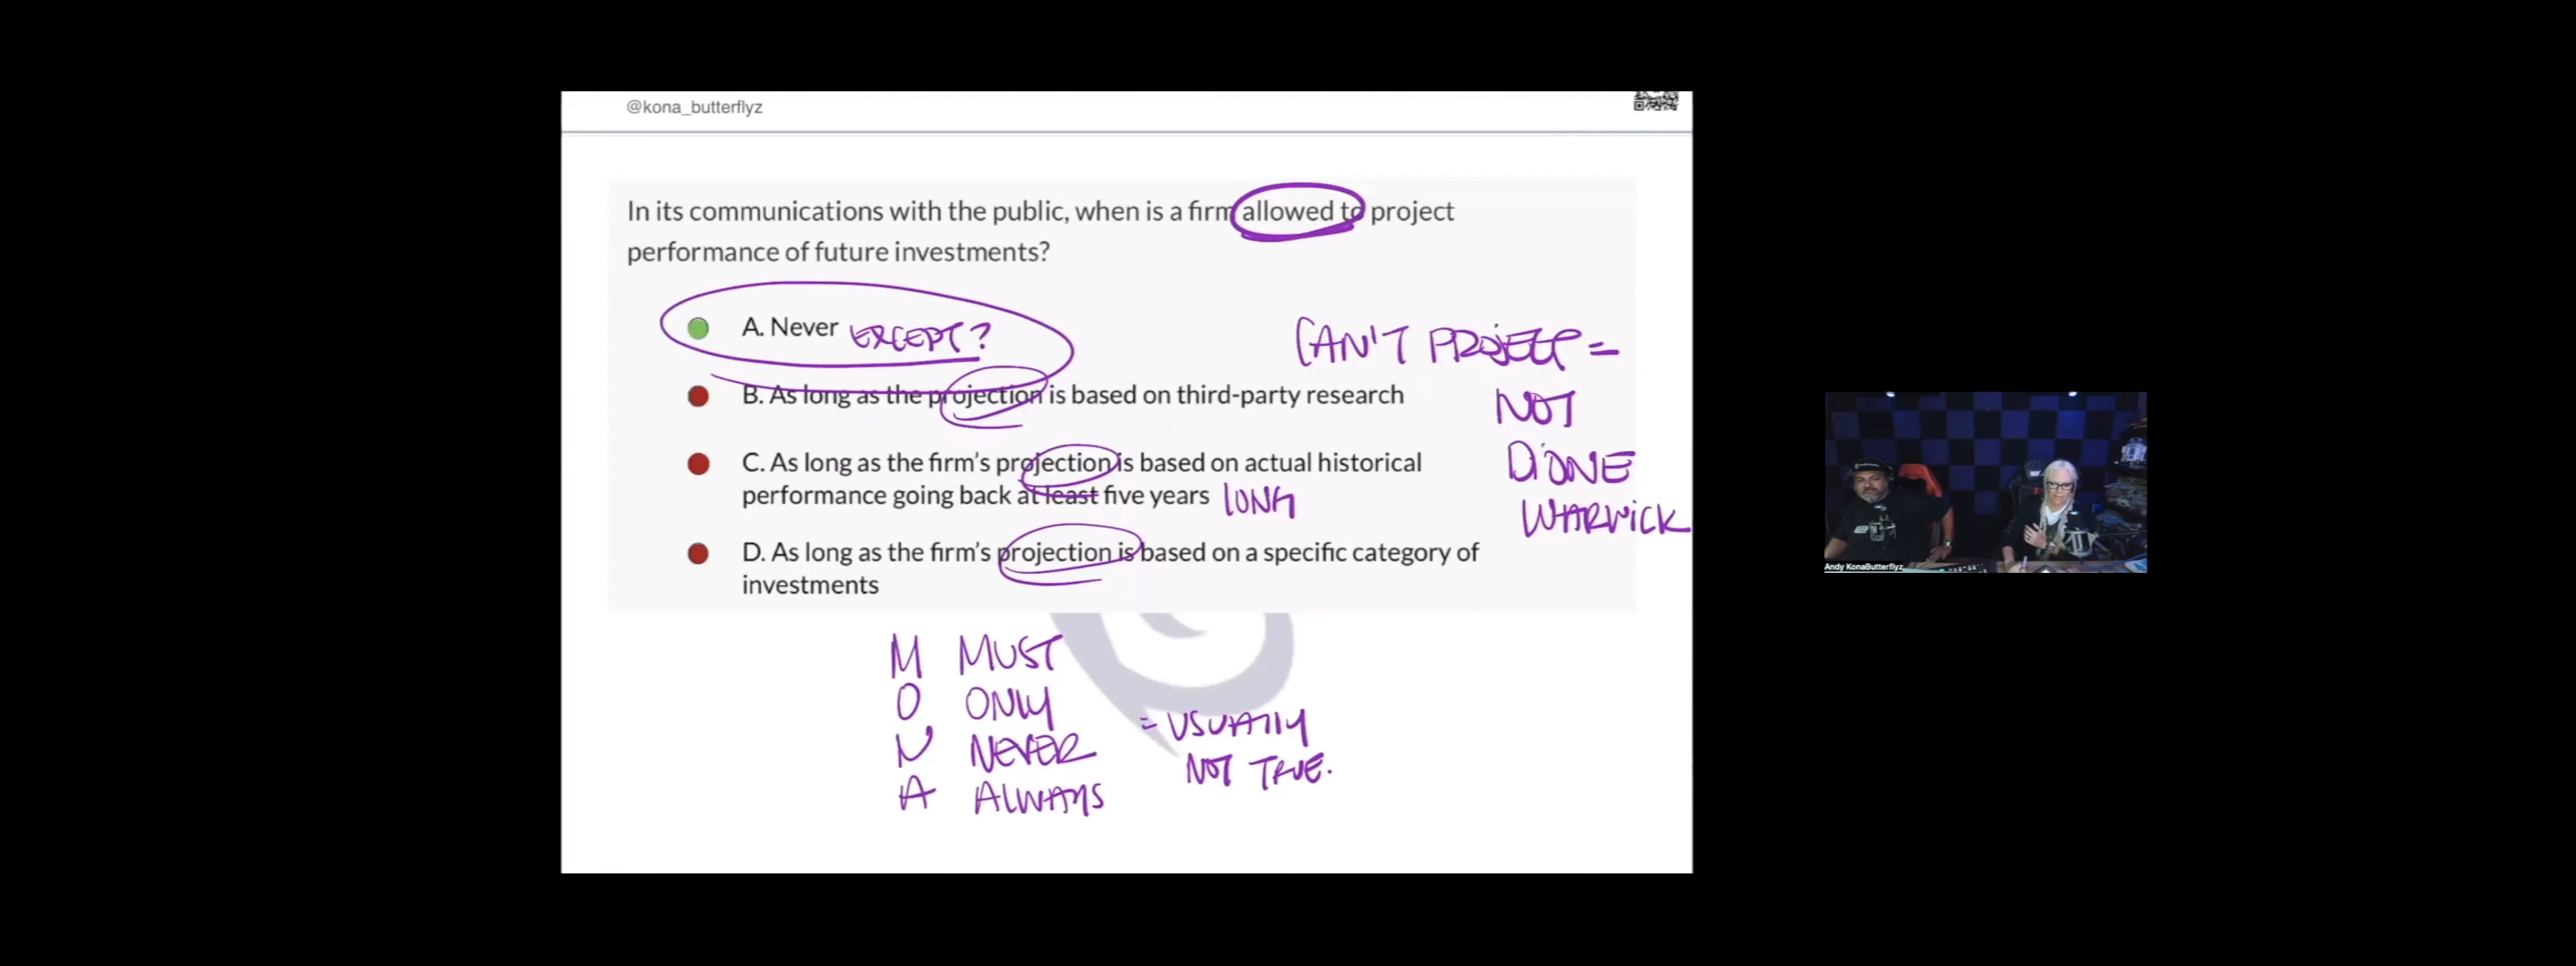 @kona_butterflyz
In its communications with the public, when is a firm allowed to project
performance of future investments?
A. Never EXCEPT?
B. As long as the projection is based on third-party research
C. As long as the firm's projection is based on actual historical
performance going back at least five years LONG
D. As long as the firm's projection is based on a specific category of
investments
CAN'T PROJECT =
NOT
DIONE
WARWICK
M MUST
O ONLY
N NEVER
A ALWAYS
= USUALLY
NOT TRUE.
Andy KonaButterflyz